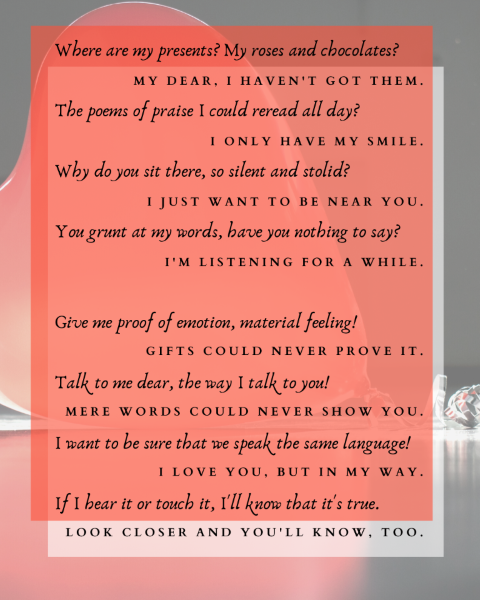 Where are my presents? My roses and chocolates?
MY DEAR, I HAVEN'T GOT THEM.
The poems of praise I could reread all day?
I ONLY HAVE MY SMILE.
Why do you sit there, so silent and stolid?
I JUST WANT TO BE NEAR YOU.
You grunt at my words, have you nothing to say?
I'M LISTENING FOR A WHILE.
Give me proof of emotion, material feeling!
GIFTS COULD NEVER PROVE IT.
Talk to me dear, the way I talk to you!
MERE WORDS COULD NEVER SHOW YOU.
I want to be sure that we speak the same language!
I LOVE YOU, BUT IN MY WAY.
If I hear it or touch it, I'll know that it's true.
LOOK CLOSER AND YOU'LL KNOW, TOO.